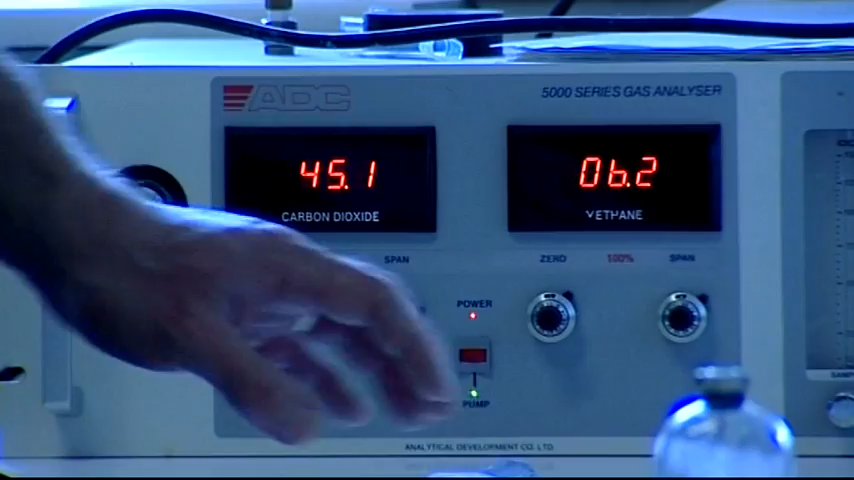 ADC
5000 SERIES GAS ANALYSER
45.1
06.2
CARBON DIOXIDE
METHANE
SPAN
ZERO
100%
SPAN
POWER
PUMP
ANALYTICAL DEVELOPMENT CO. LTD